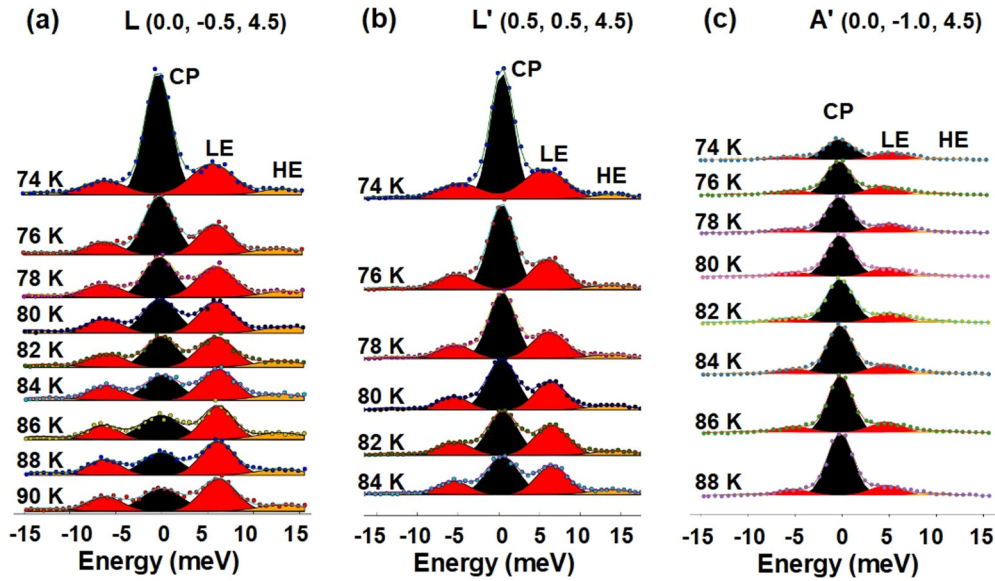 (a) L (0.0, -0.5, 4.5)
CP
LE
HE
74 K
76 K
78 K
80 K
82 K
84 K
86 K
88 K
90 K
-15 -10 -5 0 5 10 15
Energy (meV)
(b) L' (0.5, 0.5, 4.5)
CP
LE
HE
74 K
76 K
78 K
80 K
82 K
84 K
-15 -10 -5 0 5 10 15
Energy (meV)
(c) A' (0.0, -1.0, 4.5)
CP
LE HE
74 K
76 K
78 K
80 K
82 K
84 K
86 K
88 K
-15 -10 -5 0 5 10 15
Energy (meV)